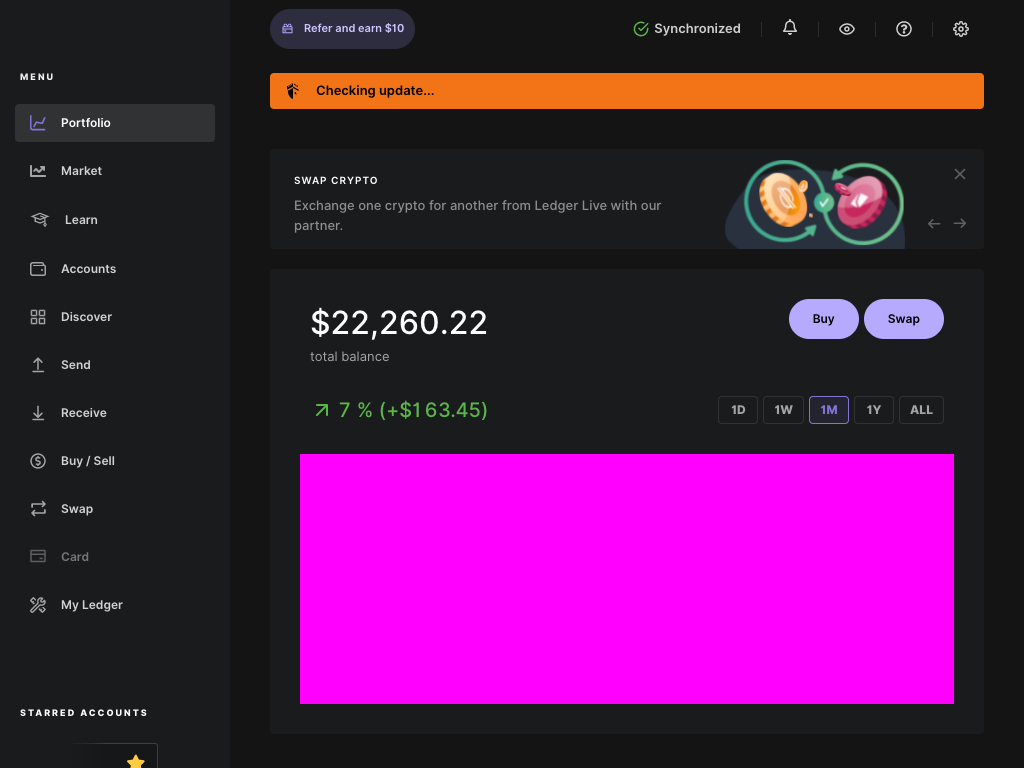 Refer and earn $10
Synchronized
MENU
Checking update...
Portfolio
Market
Learn
Accounts
Discover
Send
Receive
Buy / Sell
Swap
Card
My Ledger
STARRED ACCOUNTS
SWAP CRYPTO
Exchange one crypto for another from Ledger Live with our
partner.
$22,260.22
total balance
Buy
Swap
7 % (+$163.45)
1D
1W
1M
1Y
ALL